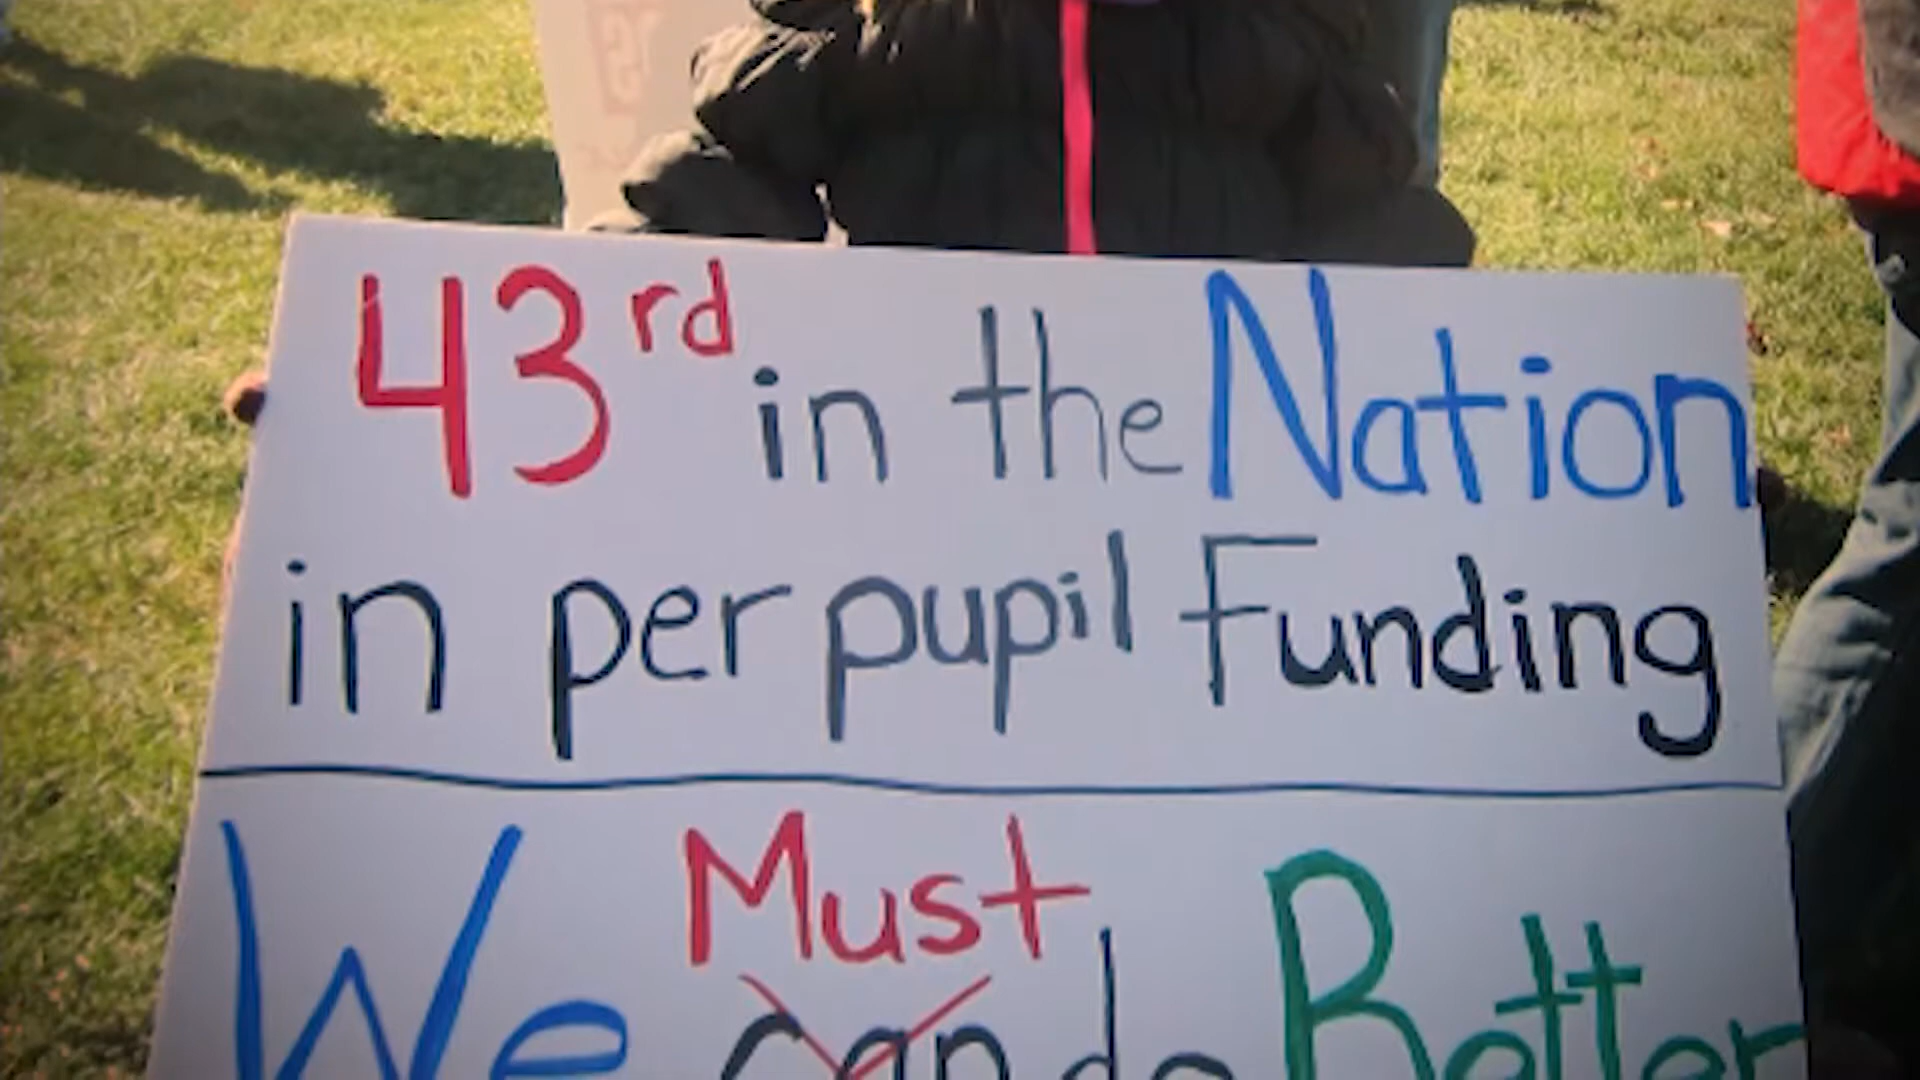 43rd in the Nation
in per pupil Funding
Must
We can do Better